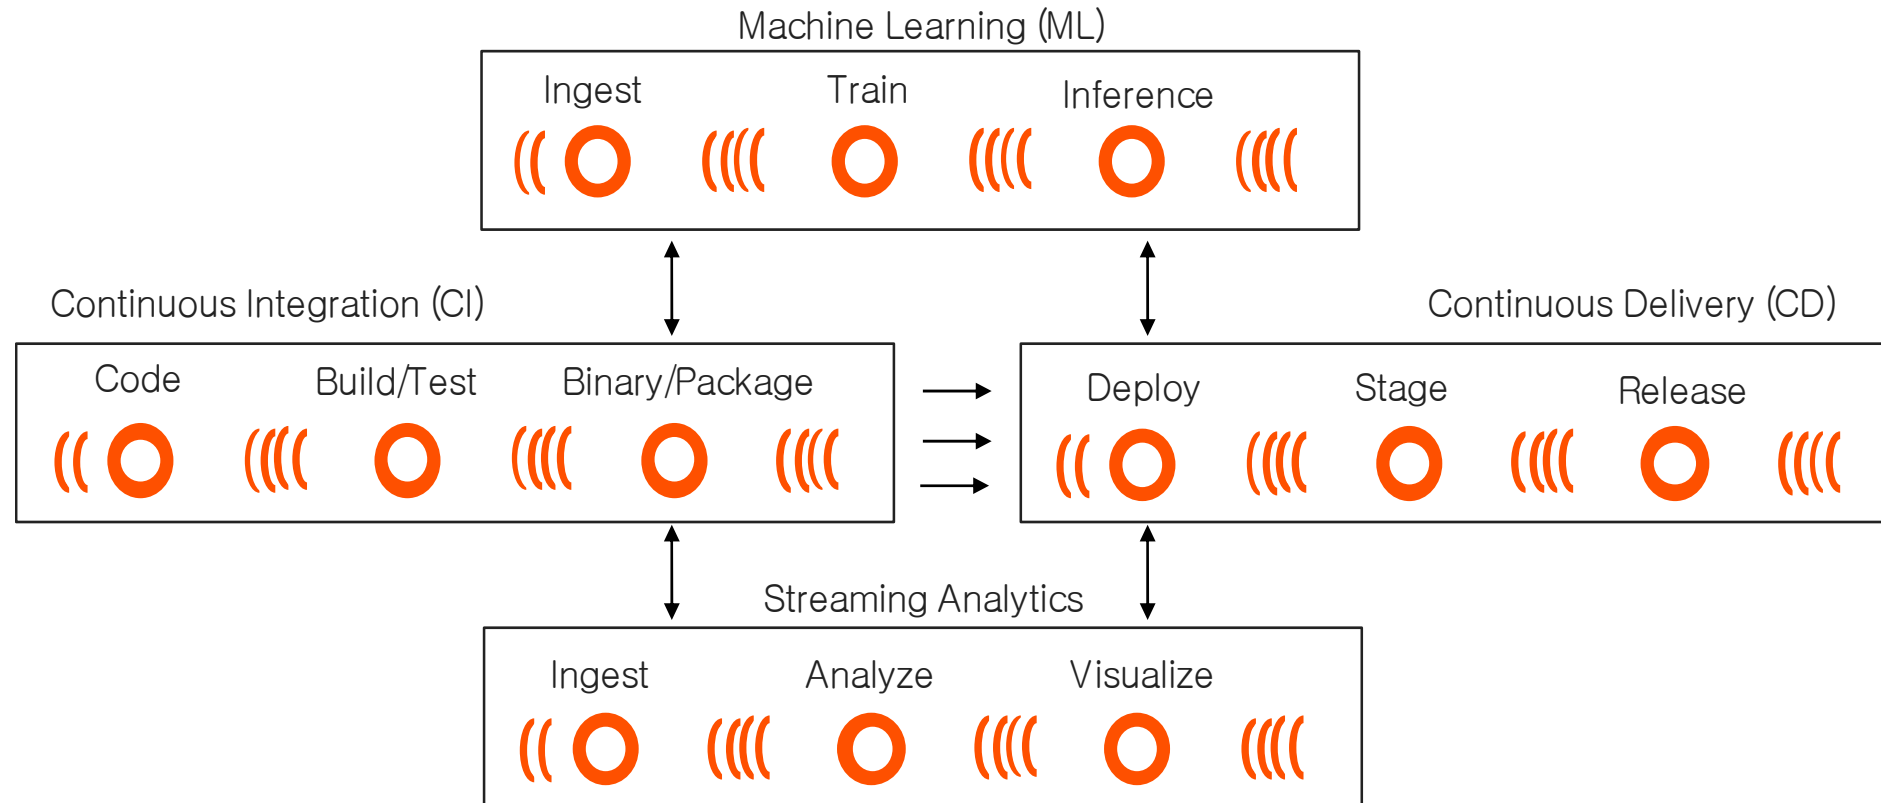 Machine Learning (ML)
Ingest
Train
Inference
Continuous Integration (CI)
Continuous Delivery (CD)
Code
Build/Test
Binary/Package
Deploy
Stage
Release
Streaming Analytics
Ingest
Analyze
Visualize